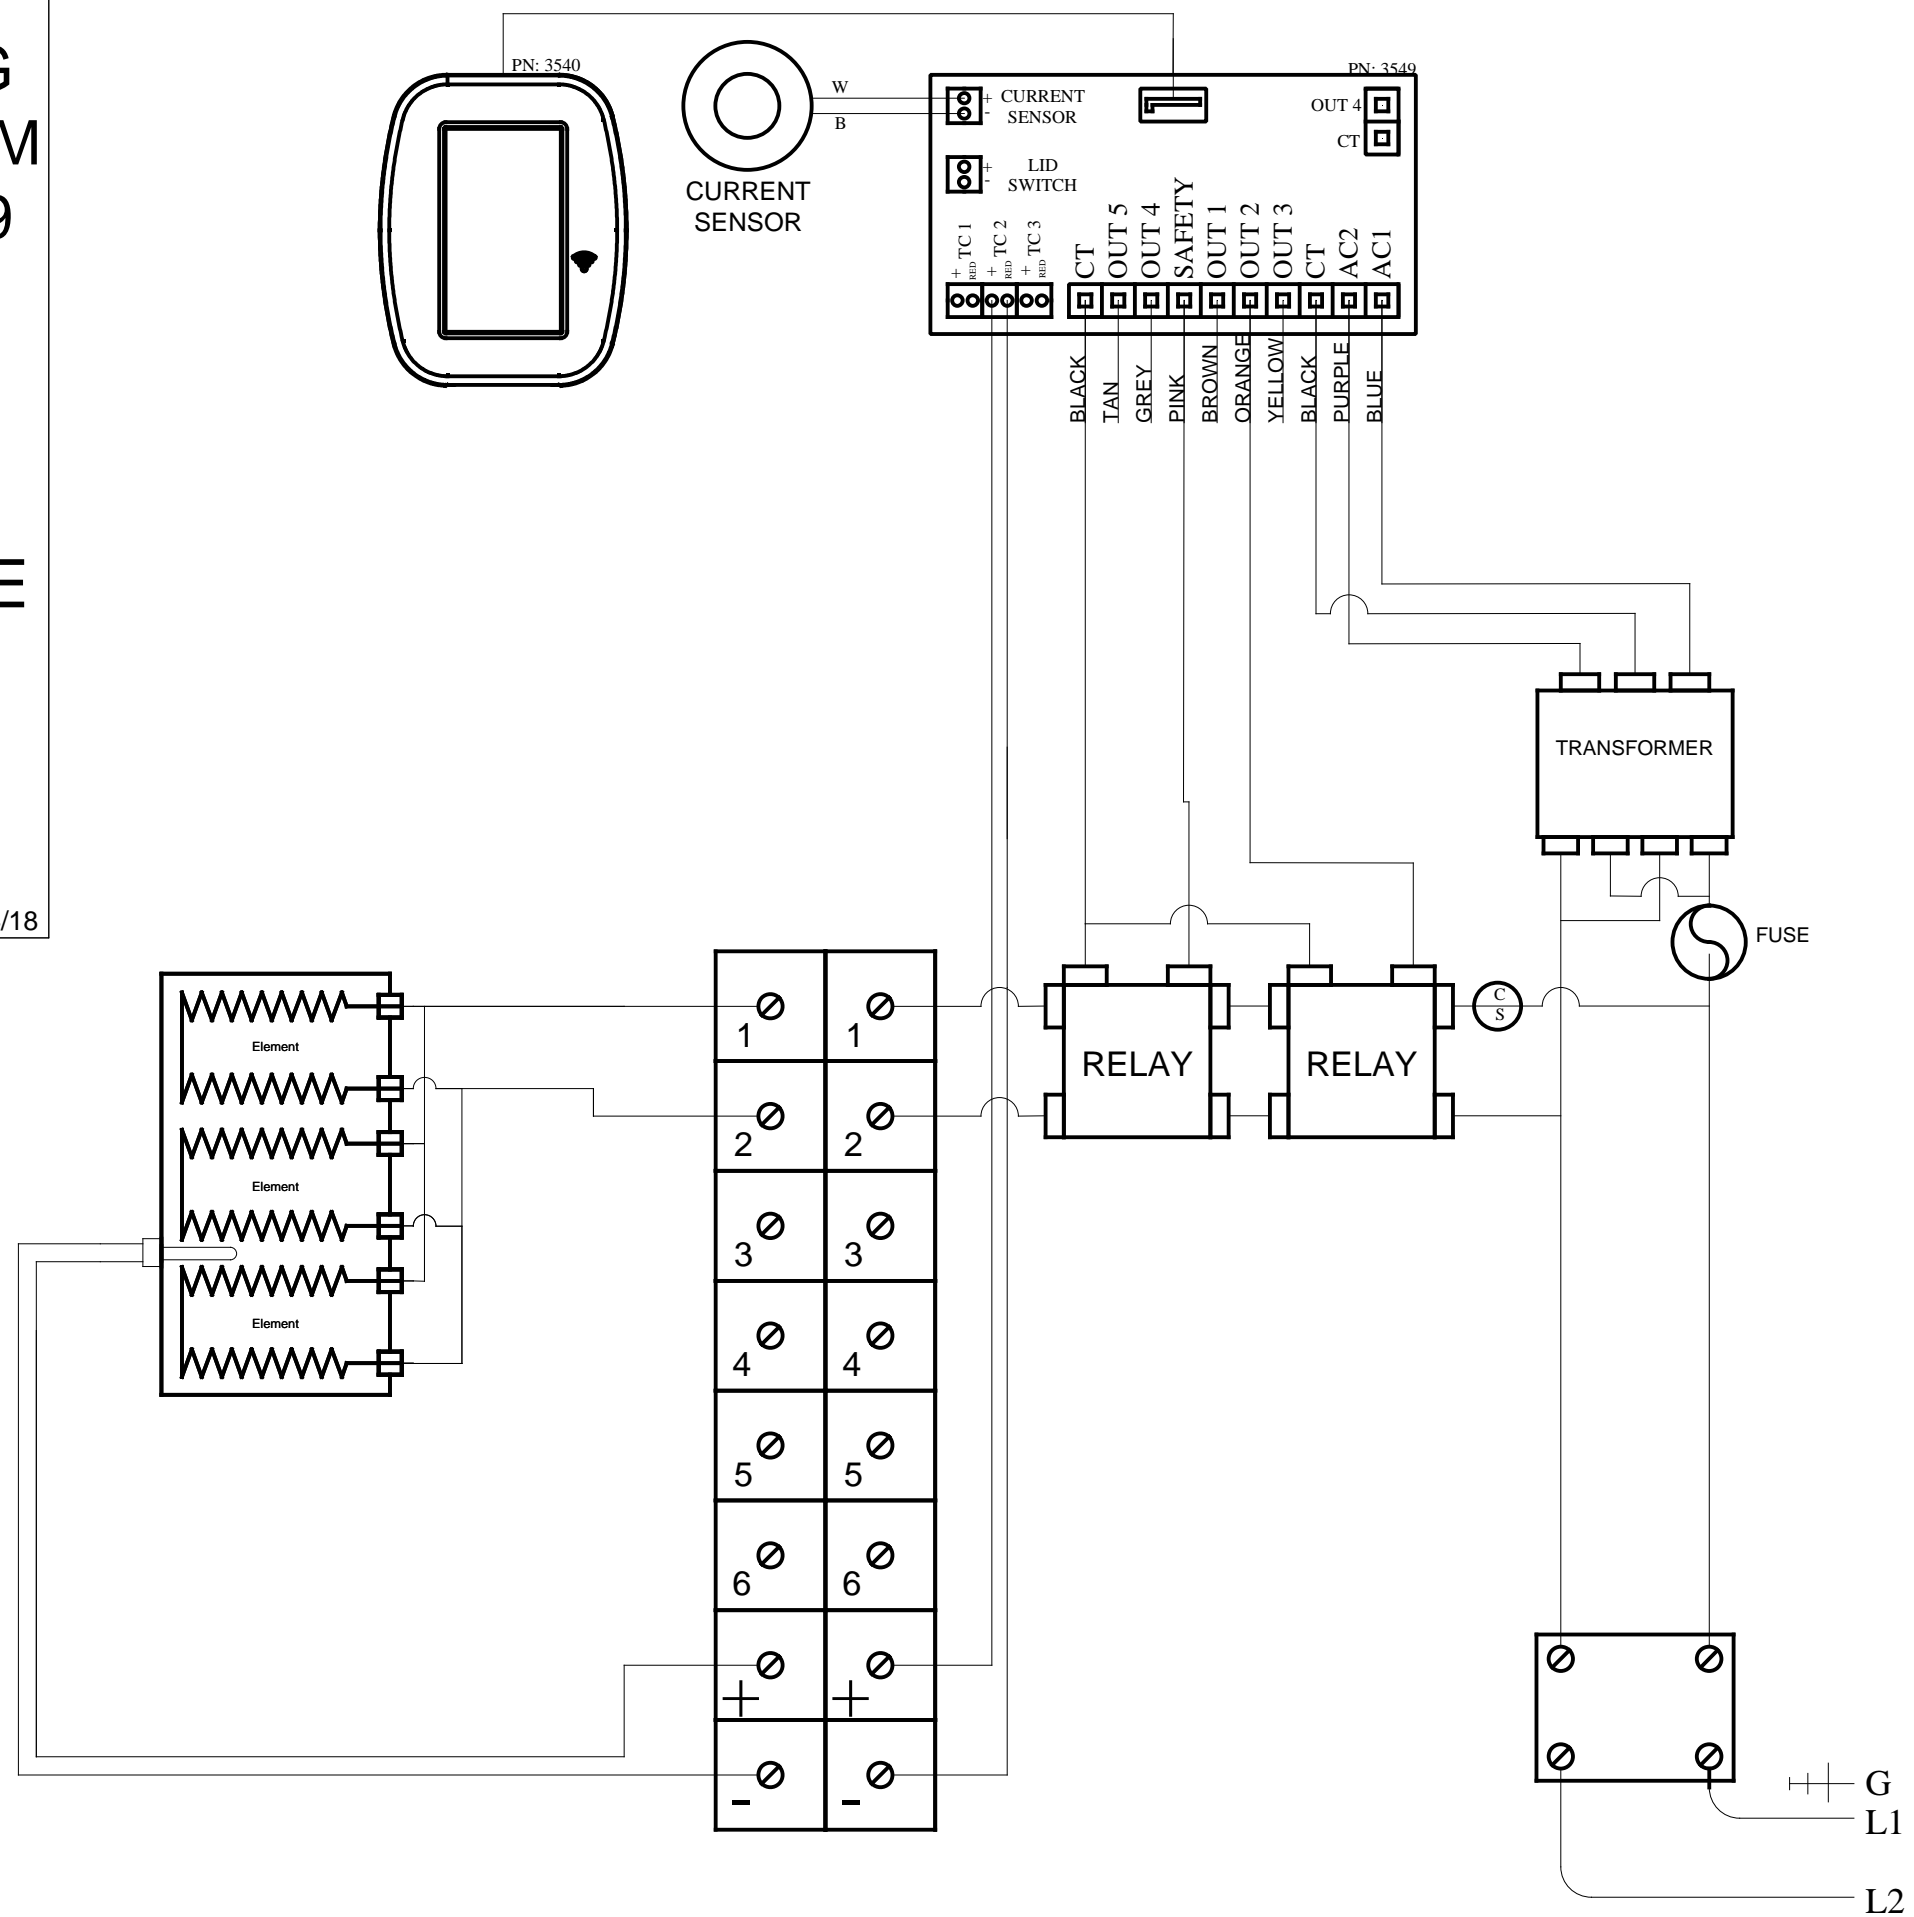 G
M
9
E
/18
PN: 3540
CURRENT
SENSOR
W
B
PN: 3549
+ CURRENT
- SENSOR
+ LID
- SWITCH
OUT 4
CT
+ TC 1 RED
+ TC 2 RED
+ TC 3 RED
CT
OUT 5
OUT 4
SAFETY
OUT 1
OUT 2
OUT 3
CT
AC2
AC1
BLACK
TAN
GREY
PINK
BROWN
ORANGE
YELLOW
BLACK
PURPLE
BLUE
TRANSFORMER
FUSE
Element
Element
Element
1 1
2 2
3 3
4 4
5 5
6 6
+ +
- -
RELAY
RELAY
C
S
G
L1
L2